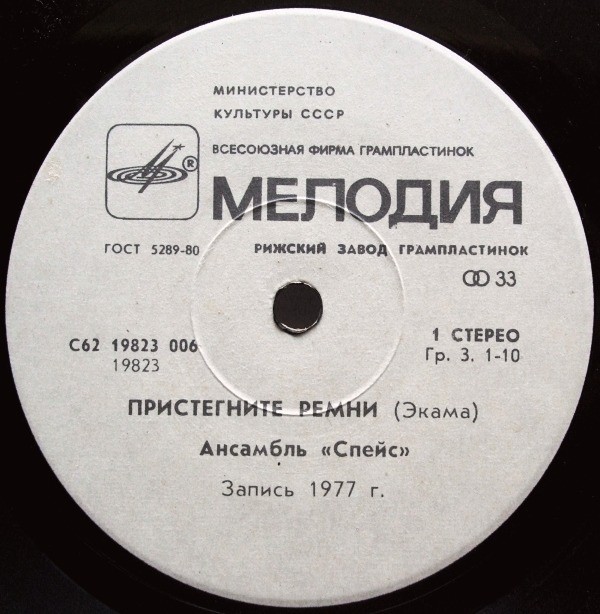 МИНИСТЕРСТВО
КУЛЬТУРЫ СССР
ВСЕСОЮЗНАЯ ФИРМА ГРАМПЛАСТИНОК
®
МЕЛОДИЯ
ГОСТ 5289-80 РИЖСКИЙ ЗАВОД ГРАМПЛАСТИНОК
33
С62 19823 006 1 СТЕРЕО
19823 Гр. 3. 1-10
ПРИСТЕГНИТЕ РЕМНИ (Экама)
Ансамбль «Спейс»
Запись 1977 г.